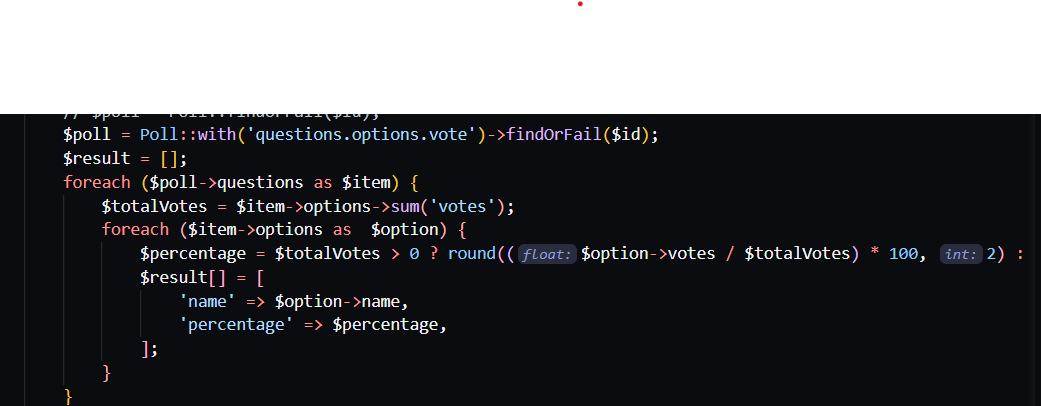 $poll = Poll::with('questions.options.vote')->findOrFail($id);
$result = [];
foreach ($poll->questions as $item) {
$totalVotes = $item->options->sum('votes');
foreach ($item->options as  $option) {
$percentage = $totalVotes > 0 ? round((float: $option->votes / $totalVotes) * 100, int: 2) :
$result[] = [
'name' => $option->name,
'percentage' => $percentage,
];
}
}